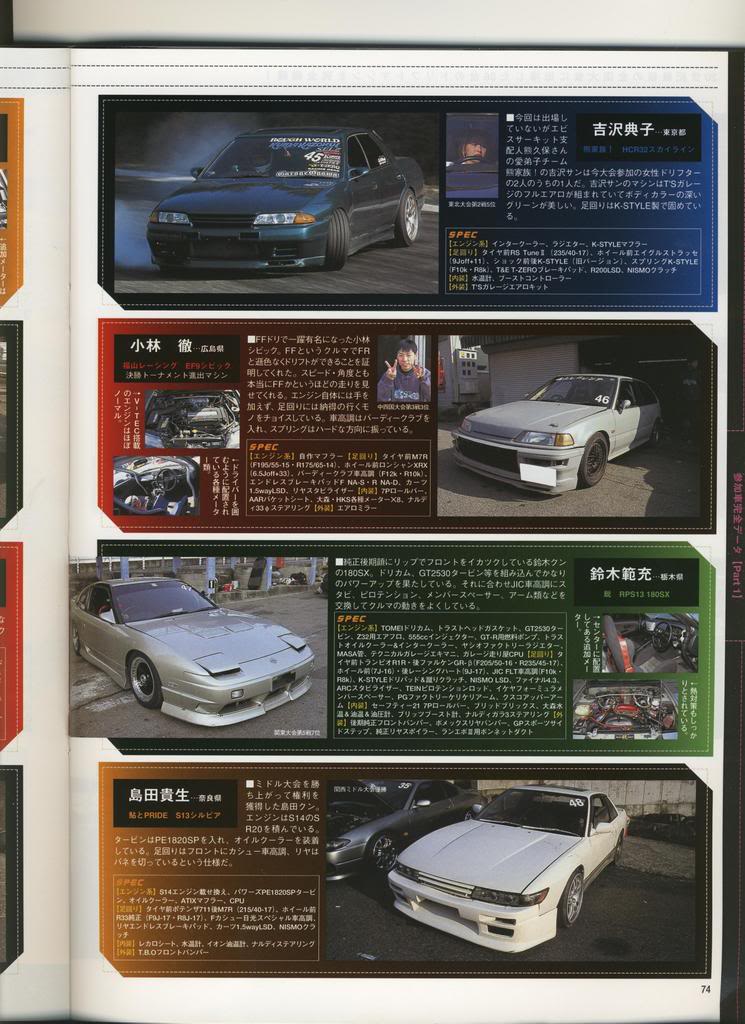 吉沢典子…東京都
熊家族! HCR32スカイライン
■今回は出場し
ていないがエビ
スサーキット支
配人熊久保さん
の愛弟子チーム
熊家族!の吉沢サンは今大会参加の女性ドリフター
の2人のうちの1人だ。吉沢サンのマシンはT'Sガレー
ジのフルエアロが組まれていてボディカラーの深い
グリーンが美しい。足回りはK-STYLE製で固めてい
る。
東北大会第2戦5位
ROUGH WORLD
45
SPEC
【エンジン系】インタークーラー、ラジエター、K-STYLEマフラー
【足回り】タイヤ前RS TuneⅡ(235/40-17)、ホイール前エイグルストラッセ
(9Joff+11)、ショック前後K-STYLE(旧バージョン)、スプリングK-STYLE
(F10k・R8k)、T&E T-ZEROブレーキパッド、R200LSD、NISMOクラッチ
【内装】水温計、ブーストコントローラー
【外装】T'Sガレージエアロキット
小林 徹…広島県
福山レーシング EF9シビック
決勝トーナメント進出マシン
■FFドリで一躍有名になった小林
シビック。FFというクルマでFR
と遜色なくドリフトができることを証
明してくれた。スピード・角度とも
本当にFFかというほどの走りを見
せてくれる。エンジン自体には手を
加えず、足回りには納得の行くモ
ノをチョイスしている。車高調はバーディークラブを
入れ、スプリングはハードな方向に振っている。
中四国大会第3戦3位
46
←V-TEC搭載
のエンジンはほぼ
ノーマル。
←ドライバーを囲
むように配置され
ている各種メータ
ー類。
SPEC
【エンジン系】自作マフラー【足回り】タイヤ前M7R
(F195/55-15・R175/65-14)、ホイール前ロンシャンXRX
(6.5Joff+33)、バーディークラブ車高調(F12k・R10k)、
エンドレスブレーキパッドF NA-S・R NA-D、カーツ
1.5wayLSD、リヤスタビライザー【内装】7Pロールバー、
AARバケットシート、大森・HKS各種メーター×8、ナルデ
ィ33φステアリング【外装】エアロミラー
鈴木範充…栃木県
鋭 RPS13 180SX
■純正後期顔にリップでフロントをイカツクしている鈴木クン
の180SX。ドリカム、GT2530タービン等を組み込んでかなり
のパワーアップを果たしている。それに合わせJIC車高調にス
タビ、ピロテンション、メンバースペーサー、アーム類などを
交換してクルマの動きをよくしている。
関東大会第5戦7位
←センターに配置
してある追加メー
ター。
←熱対策もしっか
りとされている。
SPEC
【エンジン系】TOMEIドリカム、トラストヘッドガスケット、GT2530ター
ビン、Z32用エアフロ、555ccインジェクター、GT-R用燃料ポンプ、トラス
トオイルクーラー&インタークーラー、ヤシオファクトリーラジエター、
MASA管、テクニカルガレージエキマニ、ガレージ走り屋CPU【足回り】タ
イヤ前トランピオR1R・後ファルケンGR-β(F205/50-16・R235/45-17)、
ホイール前(7J-16)・後レーシングハート(9J-17)、JIC FLT車高調(F10k・
R8k)、K-STYLEドリパッド&蹴りクラッチ、NISMO LSD、ファイナル4.3、
ARCスタビライザー、TEINピロテンションロッド、イケヤフォーミュラメ
ンバースペーサー、PGファクトリーケツカリアーム、クスコアッパーアー
ム【内装】セーフティー21 7Pロールバー、ブリッドブリックス、大森水
温&油温&油圧計、ブリッツブースト計、ナルディガラ3ステアリング【外
装】後期純正フロントバンパー、ボメックスリヤバンパー、GPスポーツサイ
ドステップ、純正リヤスポイラー、ランエボⅢ用ボンネットダクト
島田貴生…奈良県
鮎とPRIDE S13シルビア
■ミドル大会を勝
ち上がって権利を
獲得した島田クン。
エンジンはS14のS
R20を積んでいる。
タービンはPE1820SPを入れ、オイルクーラーを装着
している。足回りはフロントにカシュー車高調、リヤは
バネを切っているという仕様だ。
関西ミドル大会優勝
35
48
SPEC
【エンジン系】S14エンジン載せ換え、パワーズPE1820SPタービ
ン、オイルクーラー、ATIXマフラー、CPU
【足回り】タイヤ前ポテンザ711後M7R(215/40-17)、ホイール前
R33純正(F9J-17・R8J-17)、Fカシュー日光スペシャル車高調、
リヤエンドレスブレーキパッド、カーツ1.5wayLSD、NISMOクラ
ッチ
【内装】レカロシート、水温計、イオン油温計、ナルディステアリング
【外装】T.B.Oフロントバンパー
参加車完全データ【Part 1】
74